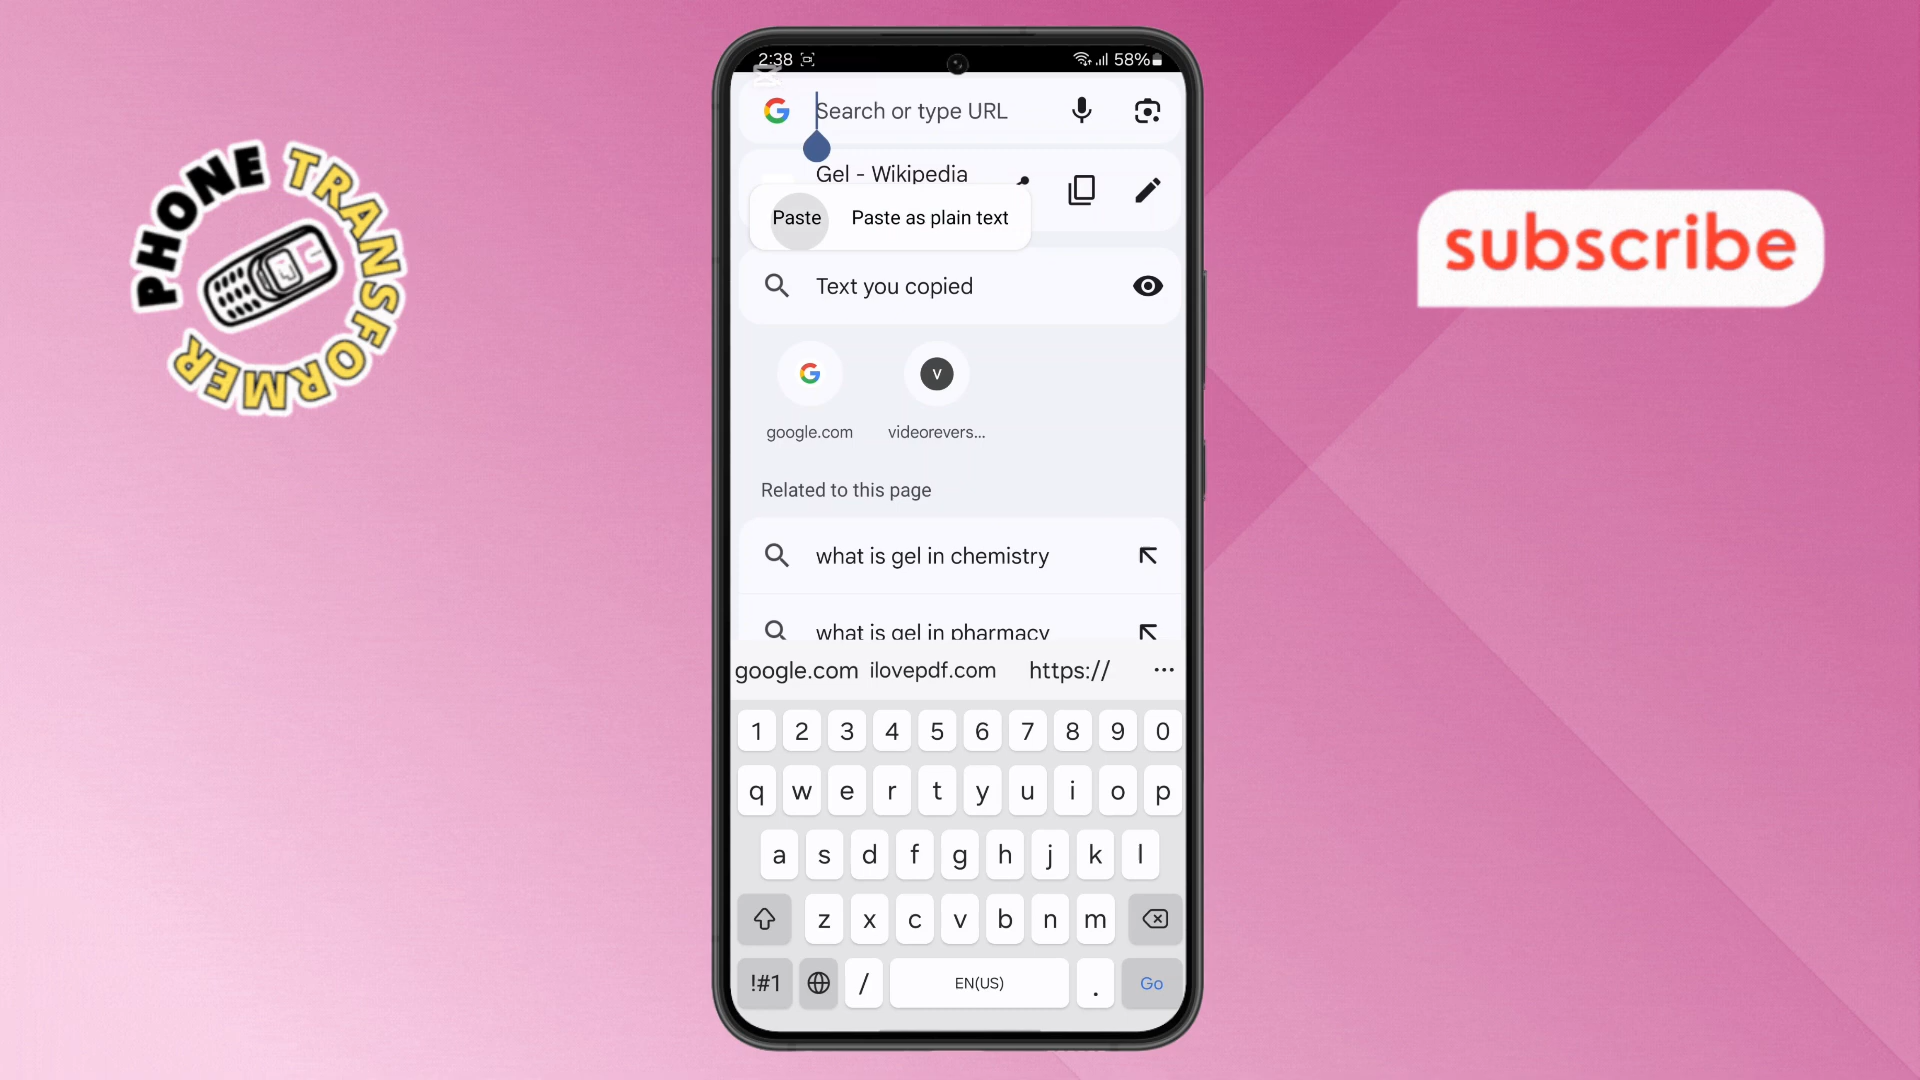 PHONE TRANSFORMER
subscribe
2:38
58%
Search or type URL
Gel - Wikipedia
Paste
Paste as plain text
Text you copied
V
google.com
videorevers...
Related to this page
what is gel in chemistry
what is gel in pharmacy
google.com ilovepdf.com https:// ...
1 2 3 4 5 6 7 8 9 0
q w e r t y u i o p
a s d f g h j k l
z x c v b n m
!#1 / EN(US) . Go